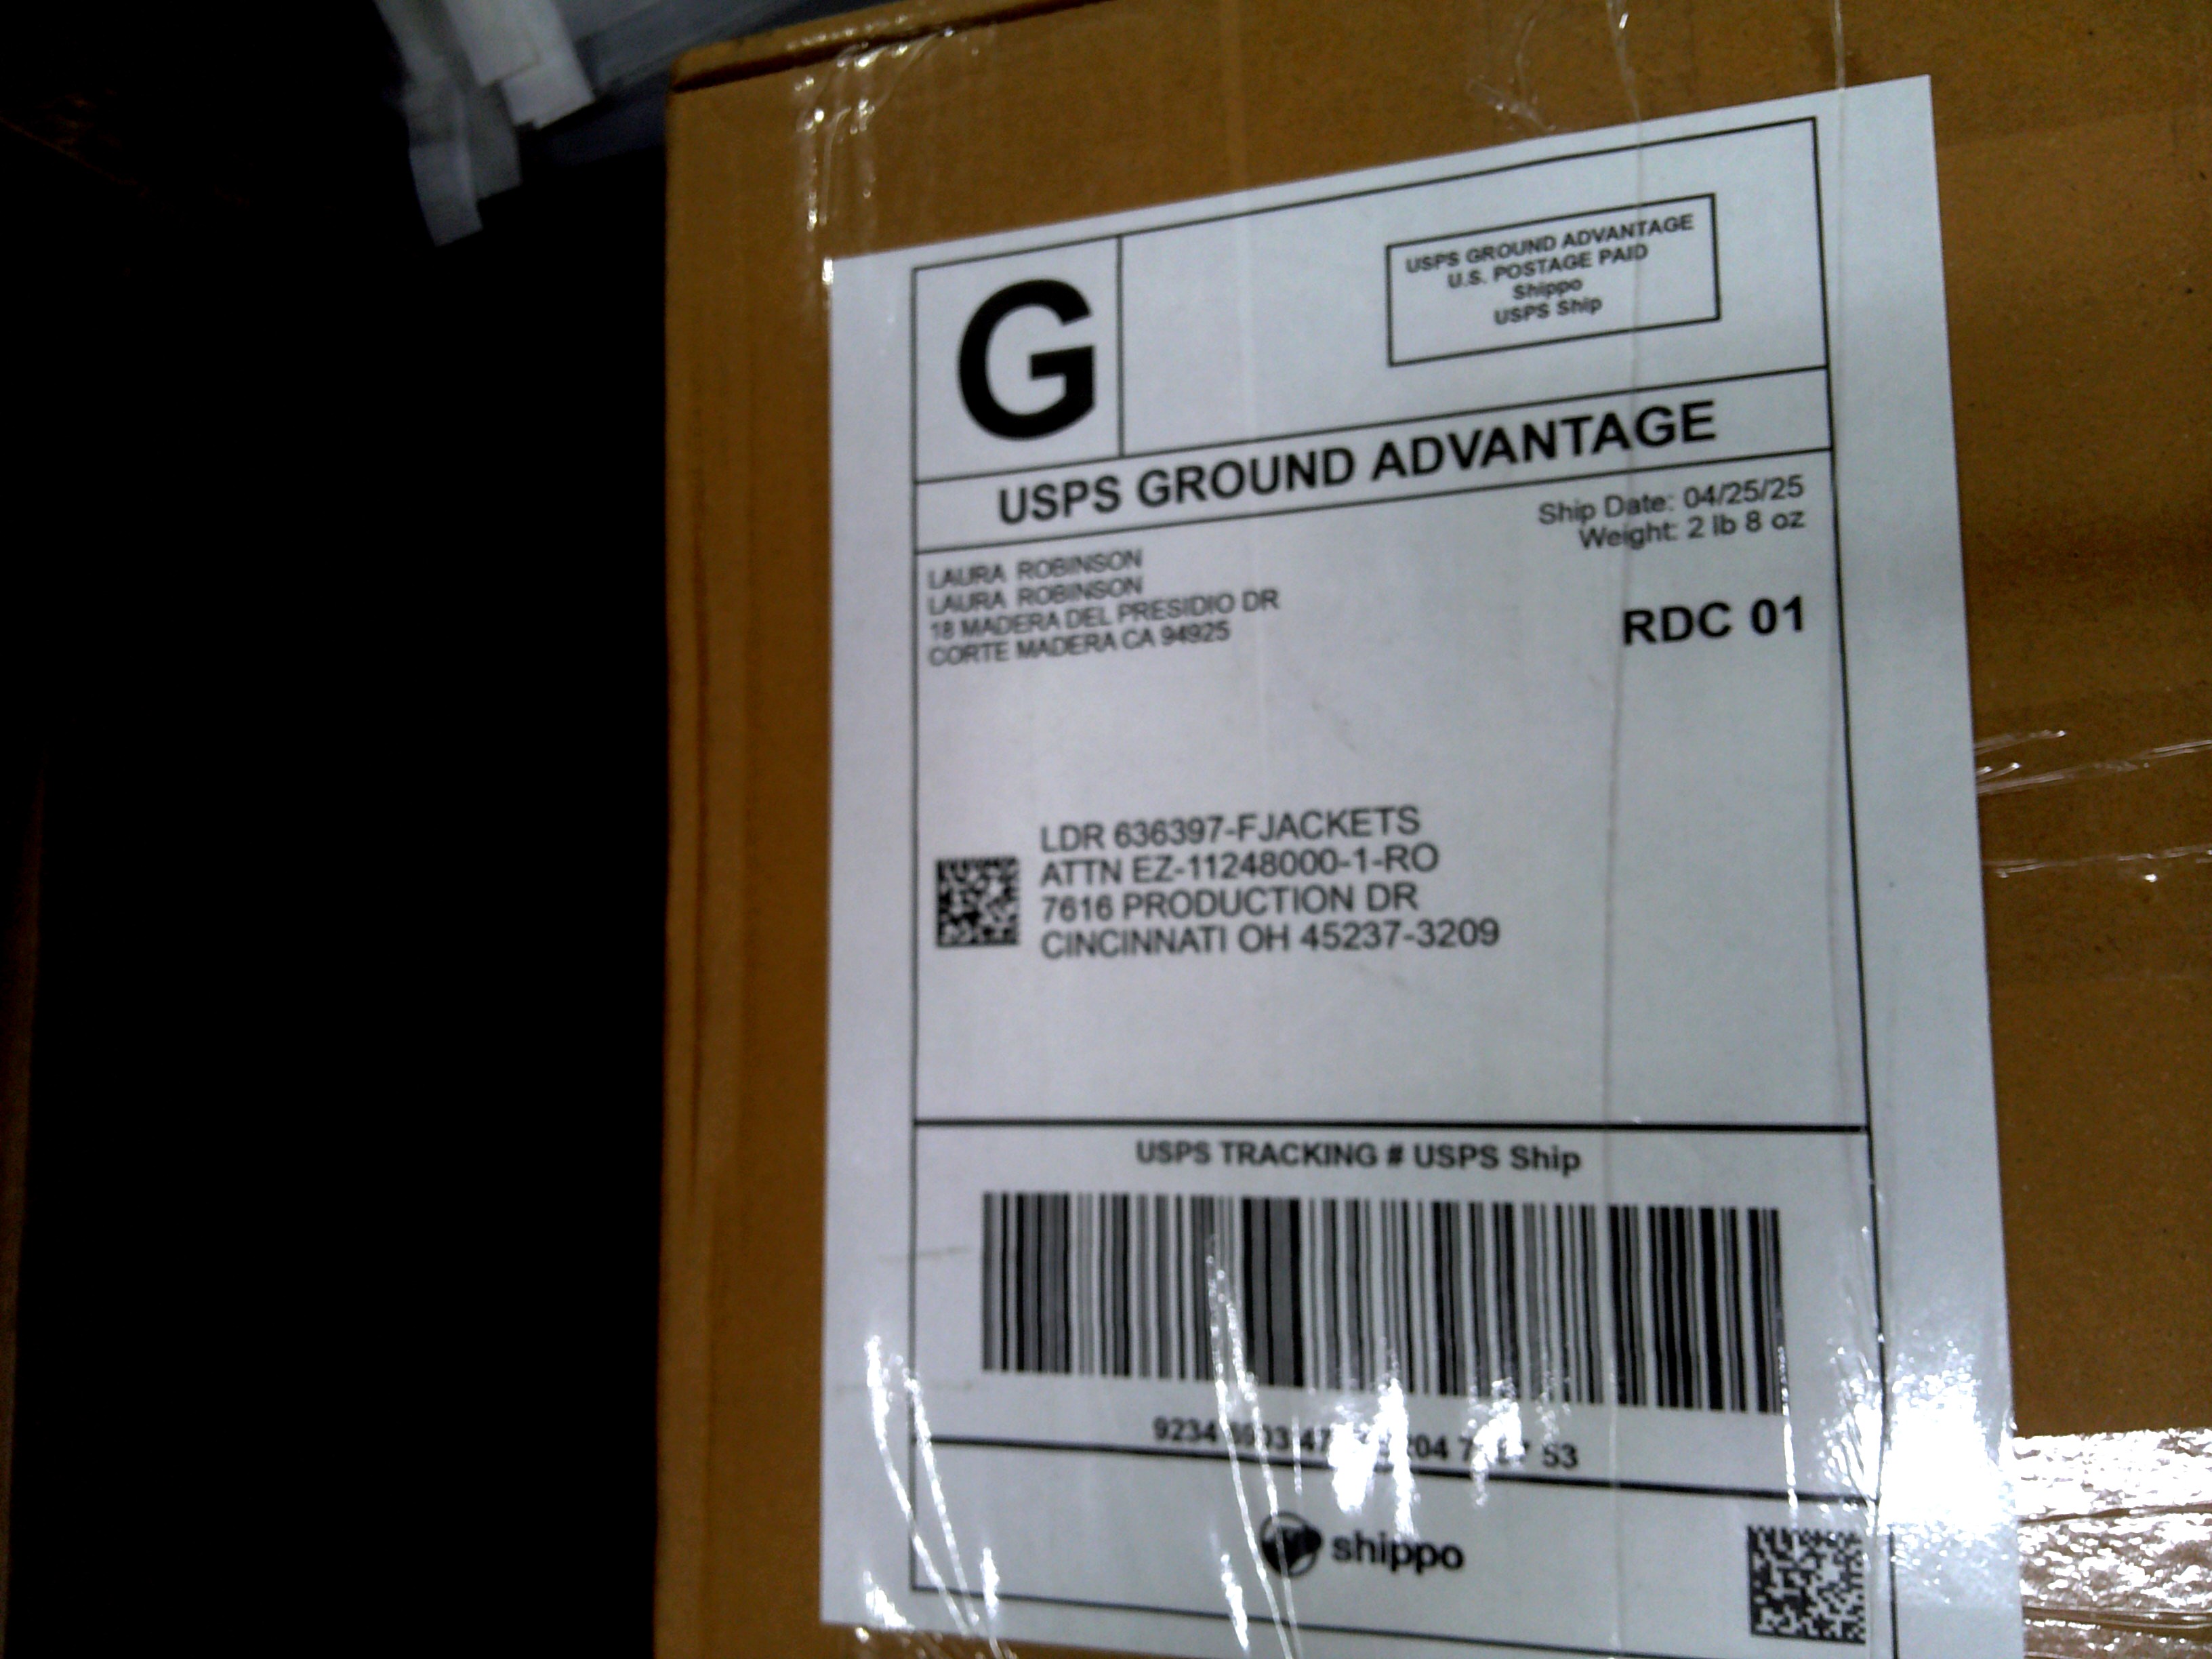 G
USPS GROUND ADVANTAGE
U.S. POSTAGE PAID
Shippo
USPS Ship
USPS GROUND ADVANTAGE
Ship Date: 04/25/25
Weight: 2 lb 8 oz
LAURA ROBINSON
LAURA ROBINSON
18 MADERA DEL PRESIDIO DR
CORTE MADERA CA 94925
RDC 01
LDR 636397-FJACKETS
ATTN EZ-11248000-1-RO
7616 PRODUCTION DR
CINCINNATI OH 45237-3209
USPS TRACKING # USPS Ship
9234 53
shippo